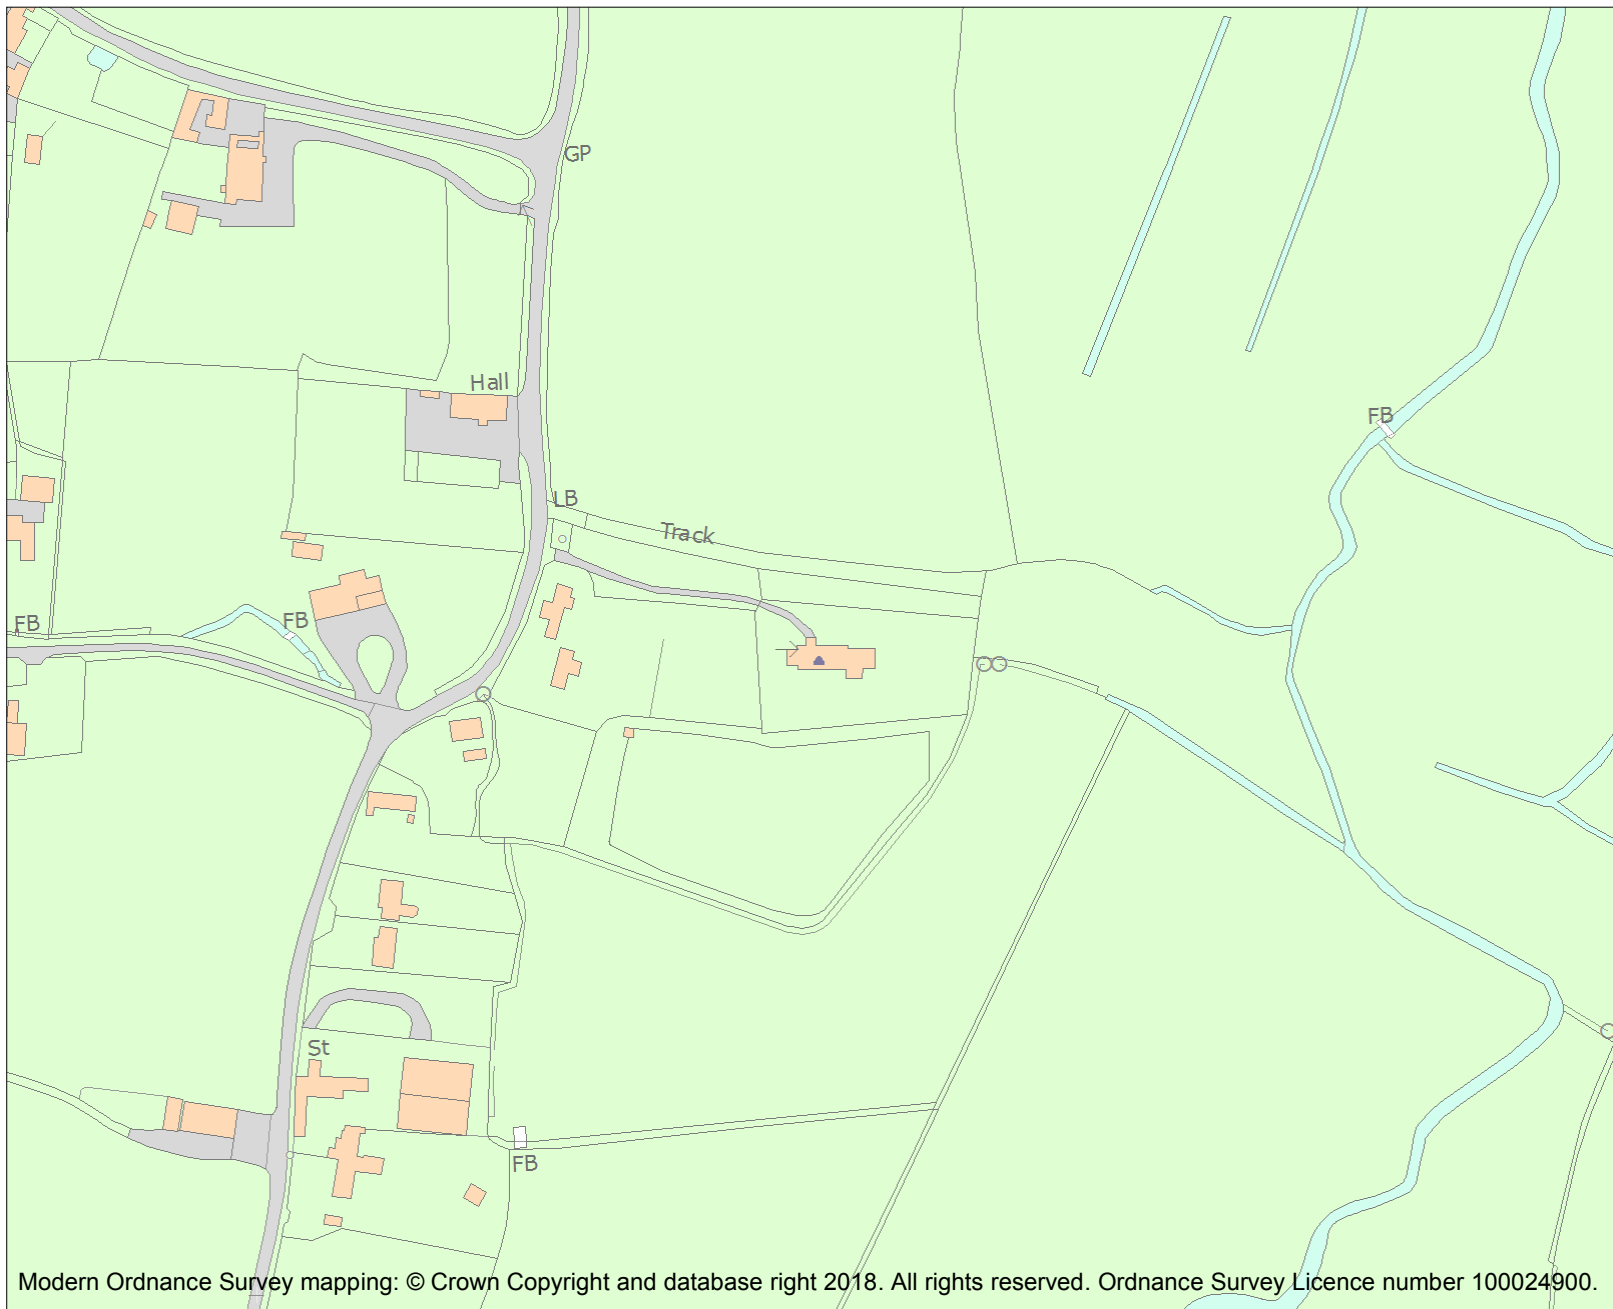 GP
Hall
FB
LB
Track
FB
FB
St
FB
Modern Ordnance Survey mapping: © Crown Copyright and database right 2018. All rights reserved. Ordnance Survey Licence number 100024900.